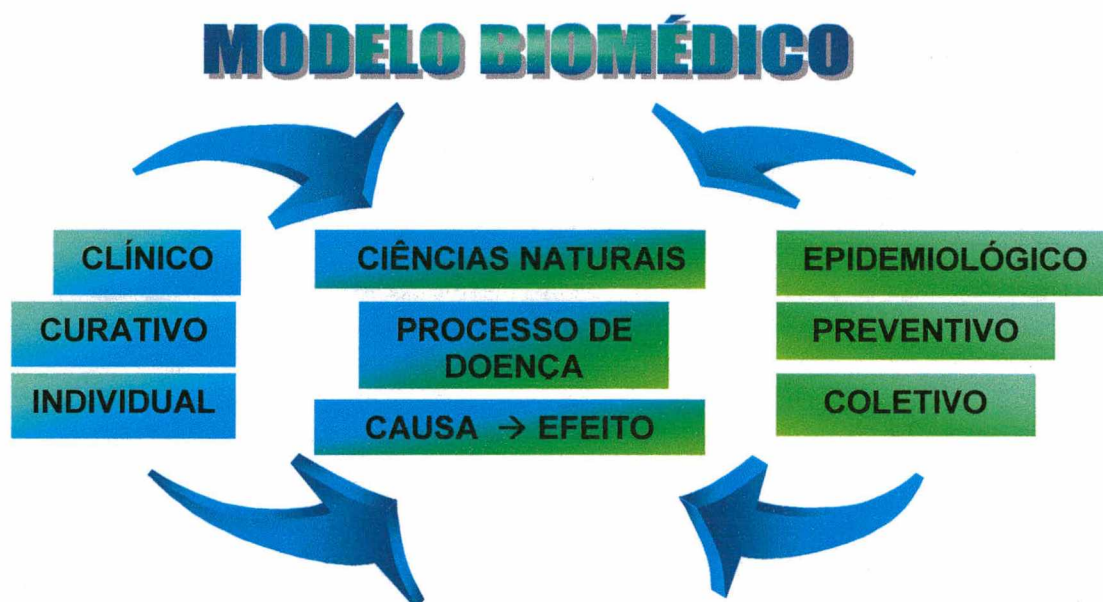 MODELO BIOMÉDICO
CLÍNICO
CURATIVO
INDIVIDUAL
CIÊNCIAS NATURAIS
PROCESSO DE
DOENÇA
CAUSA → EFEITO
EPIDEMIOLÓGICO
PREVENTIVO
COLETIVO